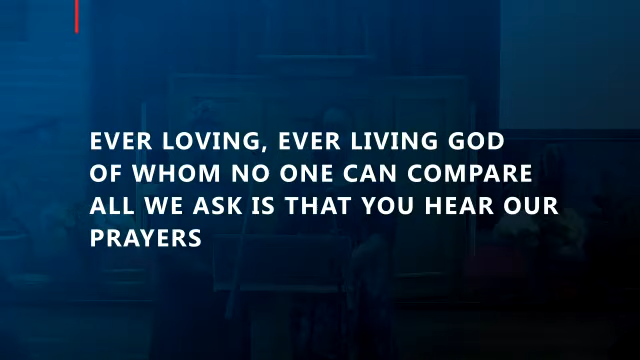 EVER LOVING, EVER LIVING GOD
OF WHOM NO ONE CAN COMPARE
ALL WE ASK IS THAT YOU HEAR OUR
PRAYERS